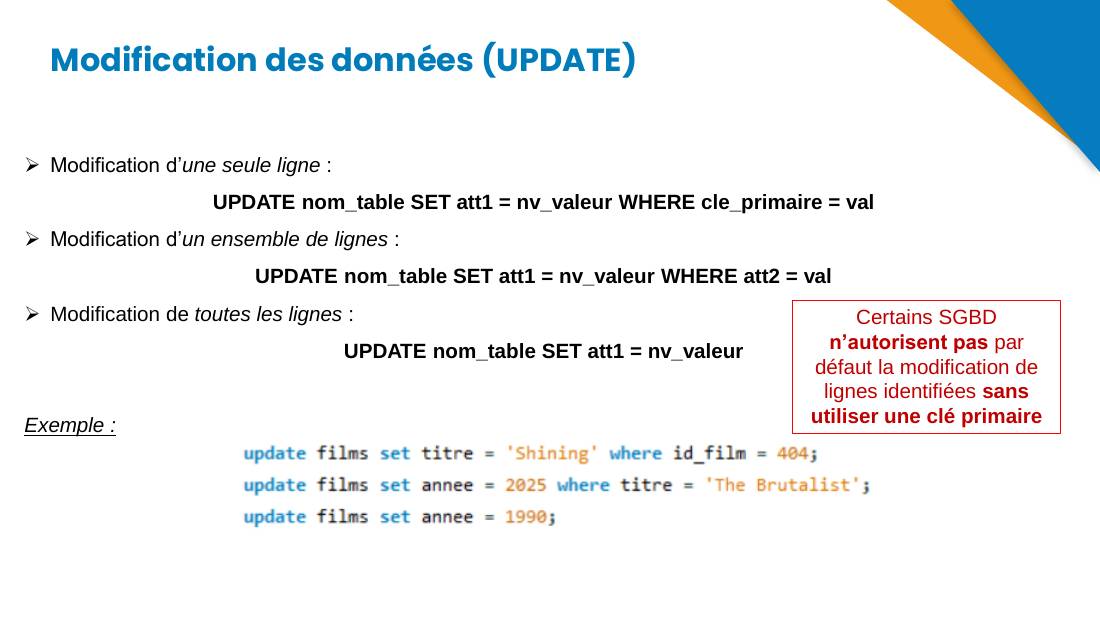 Modification des données (UPDATE)
➢ Modification d’une seule ligne :
UPDATE nom_table SET att1 = nv_valeur WHERE cle_primaire = val
➢ Modification d’un ensemble de lignes :
UPDATE nom_table SET att1 = nv_valeur WHERE att2 = val
➢ Modification de toutes les lignes :
UPDATE nom_table SET att1 = nv_valeur
Certains SGBD
n’autorisent pas par
défaut la modification de
lignes identifiées sans
utiliser une clé primaire
Exemple :
update films set titre = 'Shining' where id_film = 404;
update films set annee = 2025 where titre = 'The Brutalist';
update films set annee = 1990;